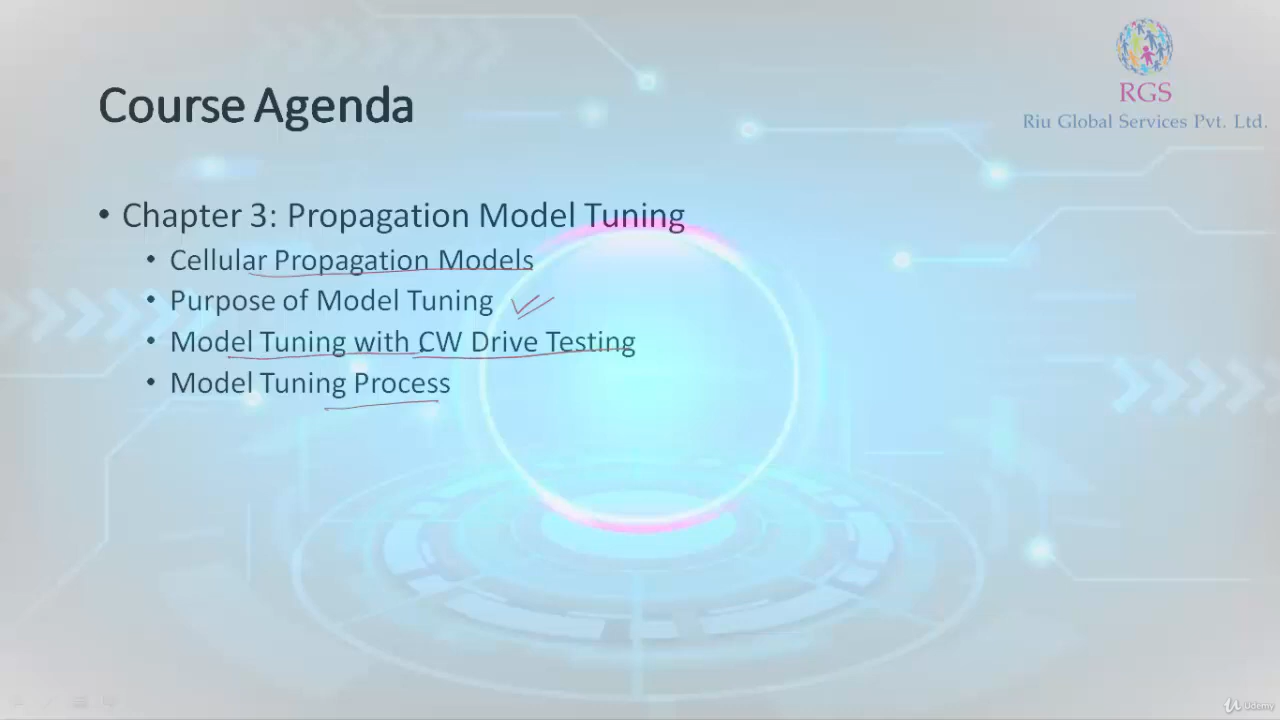 RGS
Riu Global Services Pvt. Ltd.
Course Agenda
• Chapter 3: Propagation Model Tuning
• Cellular Propagation Models
• Purpose of Model Tuning
• Model Tuning with CW Drive Testing
• Model Tuning Process
Udemy